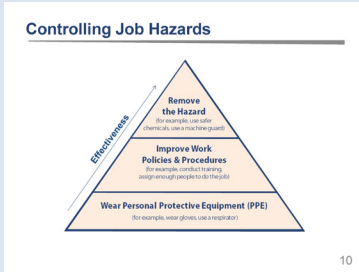 Controlling Job Hazards
Effectiveness
Remove
the Hazard
(for example, use safer
chemicals, use a machine guard)
Improve Work
Policies & Procedures
(for example, conduct training,
assign enough people to do the job)
Wear Personal Protective Equipment (PPE)
(for example, wear gloves, use a respirator)
10